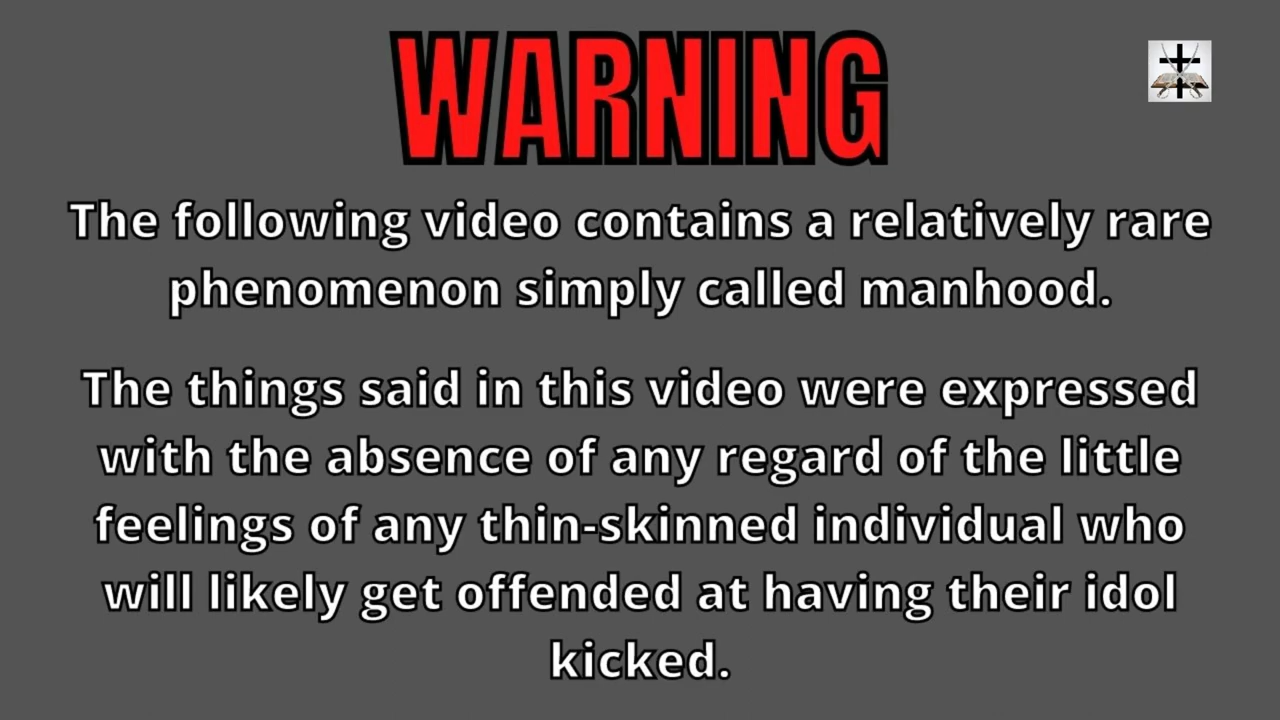 WARNING
The following video contains a relatively rare
phenomenon simply called manhood.
The things said in this video were expressed
with the absence of any regard of the little
feelings of any thin-skinned individual who
will likely get offended at having their idol
kicked.